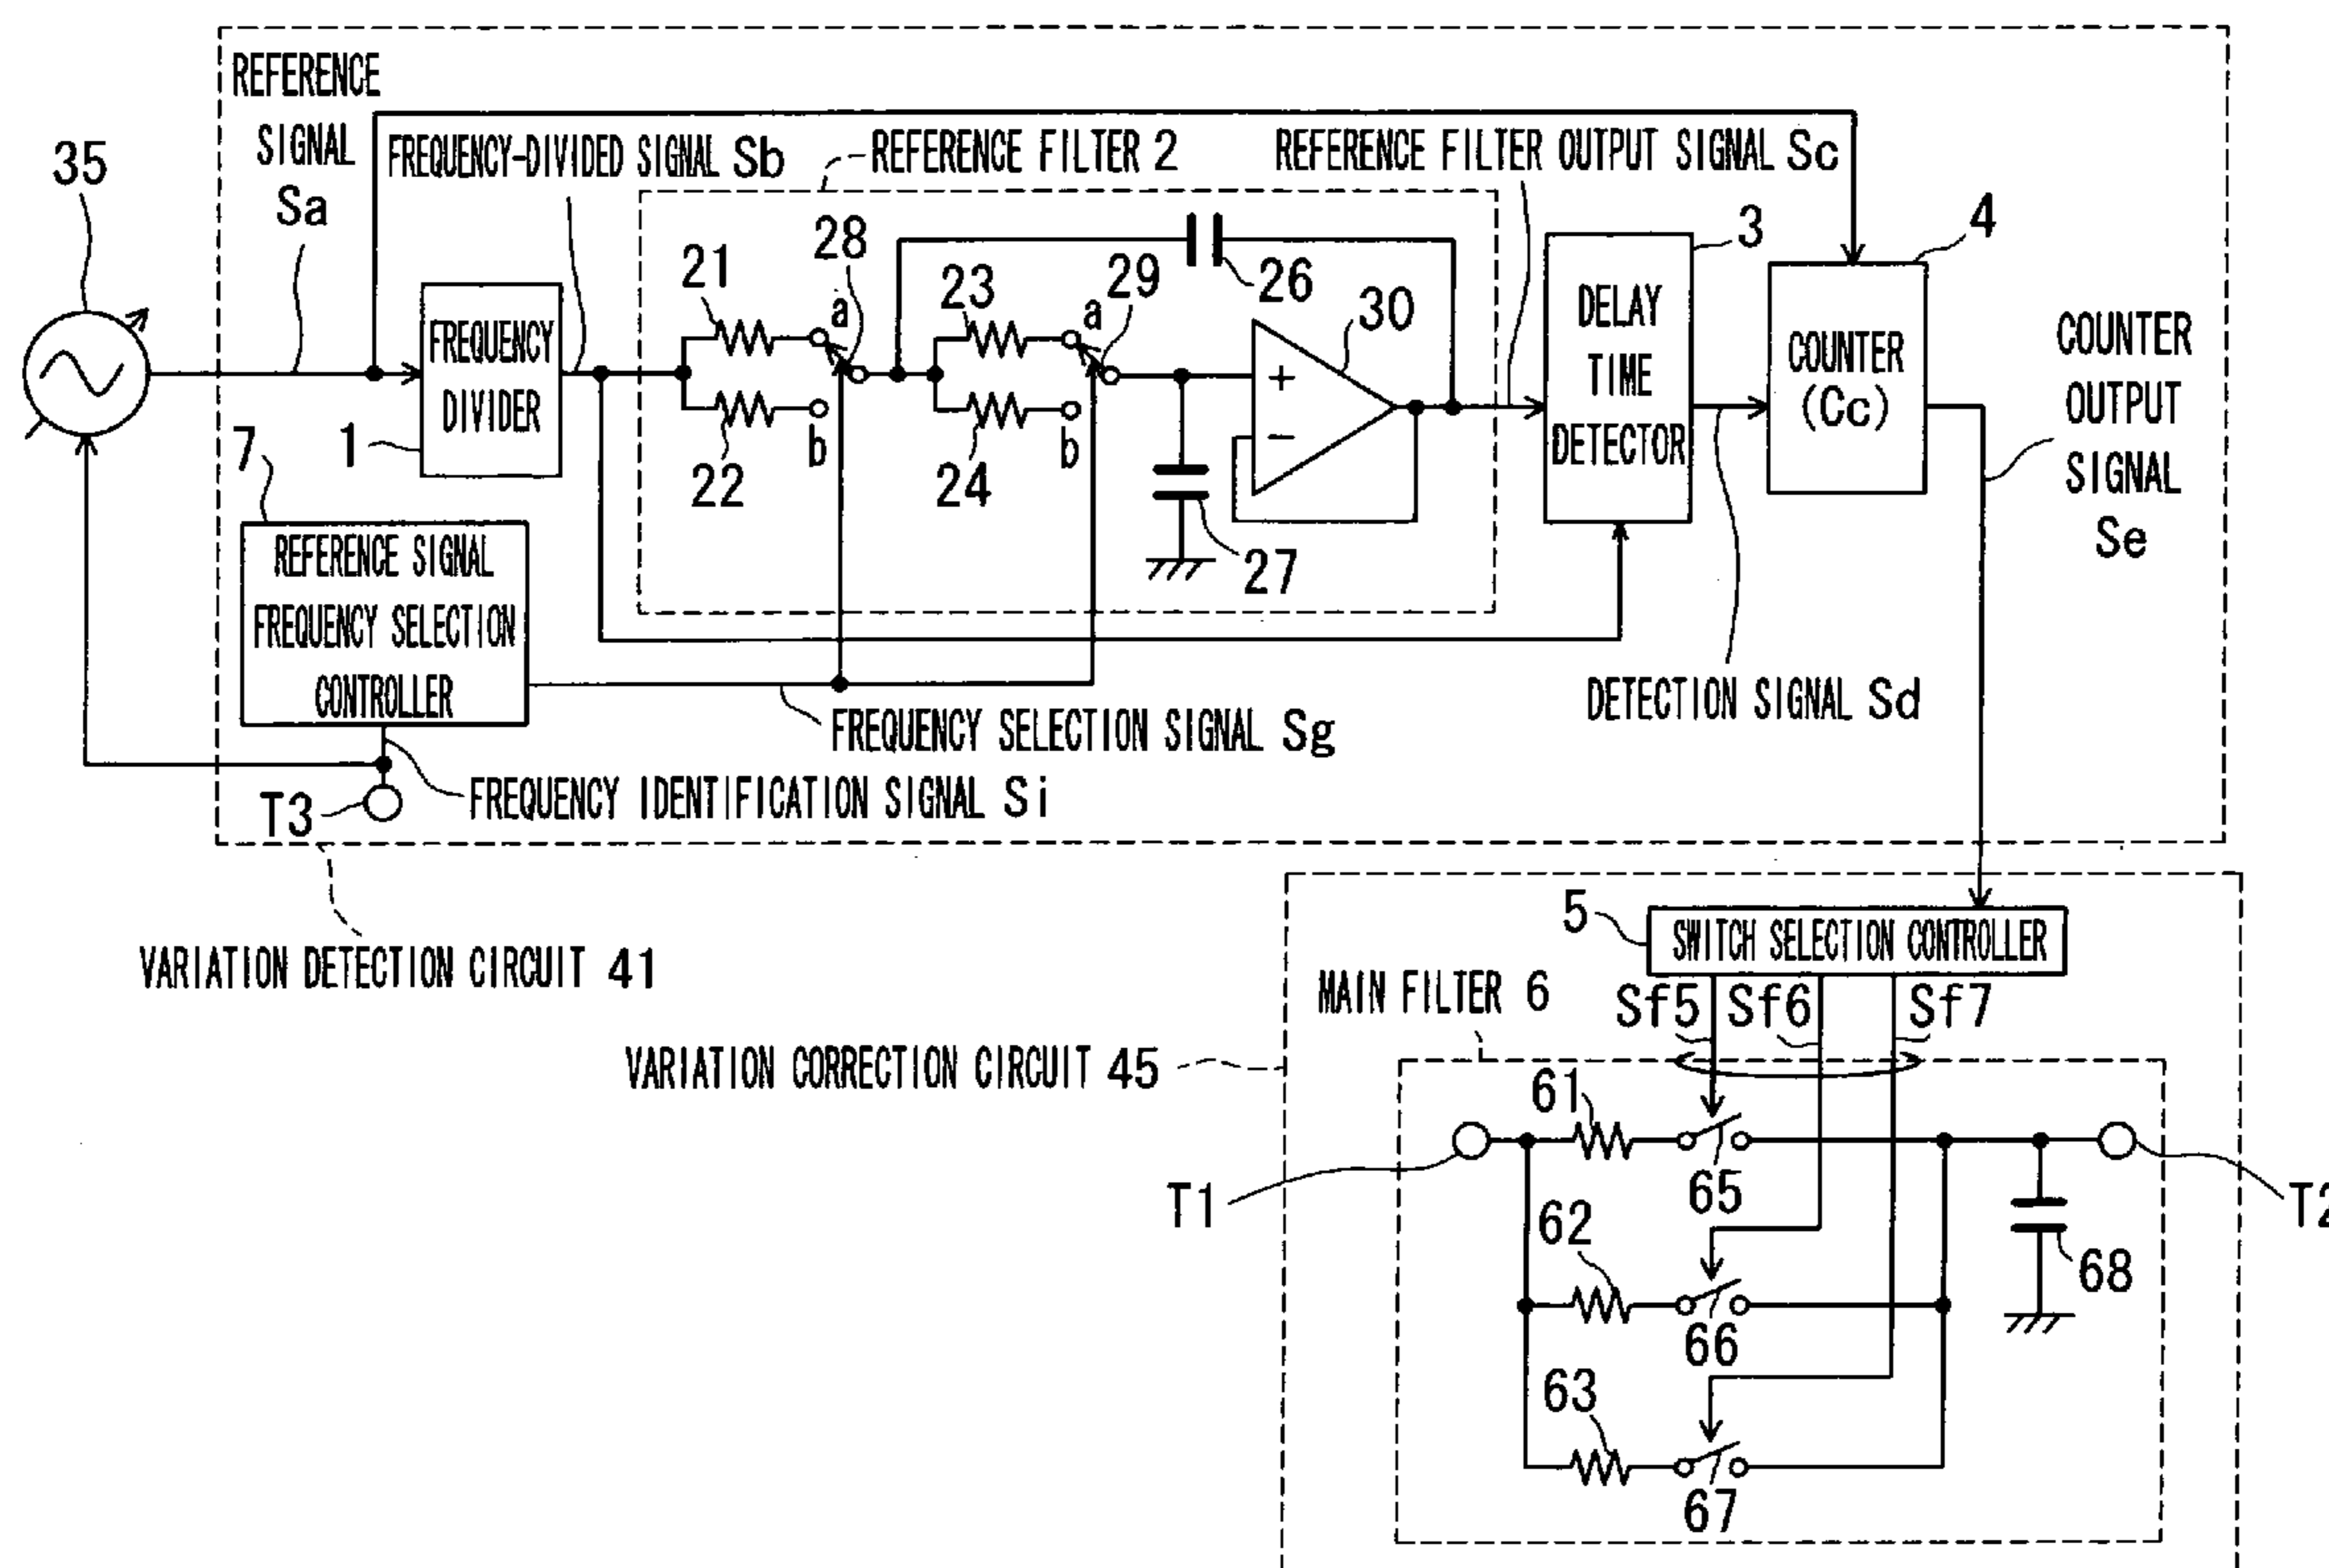 REFERENCE
SIGNAL
Sa
FREQUENCY-DIVIDED SIGNAL Sb
REFERENCE FILTER 2
REFERENCE FILTER OUTPUT SIGNAL Sc
35
21
28
a
23
a
29
26
30
3
4
FREQUENCY
DIVIDER
1
22
b
24
b
+
−
27
DELAY
TIME
DETECTOR
COUNTER
(Cc)
COUNTER
OUTPUT
SIGNAL
Se
7
REFERENCE SIGNAL
FREQUENCY SELECTION
CONTROLLER
FREQUENCY SELECTION SIGNAL Sg
DETECTION SIGNAL Sd
T3
FREQUENCY IDENTIFICATION SIGNAL Si
VARIATION DETECTION CIRCUIT 41
5
SWITCH SELECTION CONTROLLER
MAIN FILTER 6
Sf5
Sf6
Sf7
VARIATION CORRECTION CIRCUIT 45
61
65
T1
T2
62
66
68
63
67